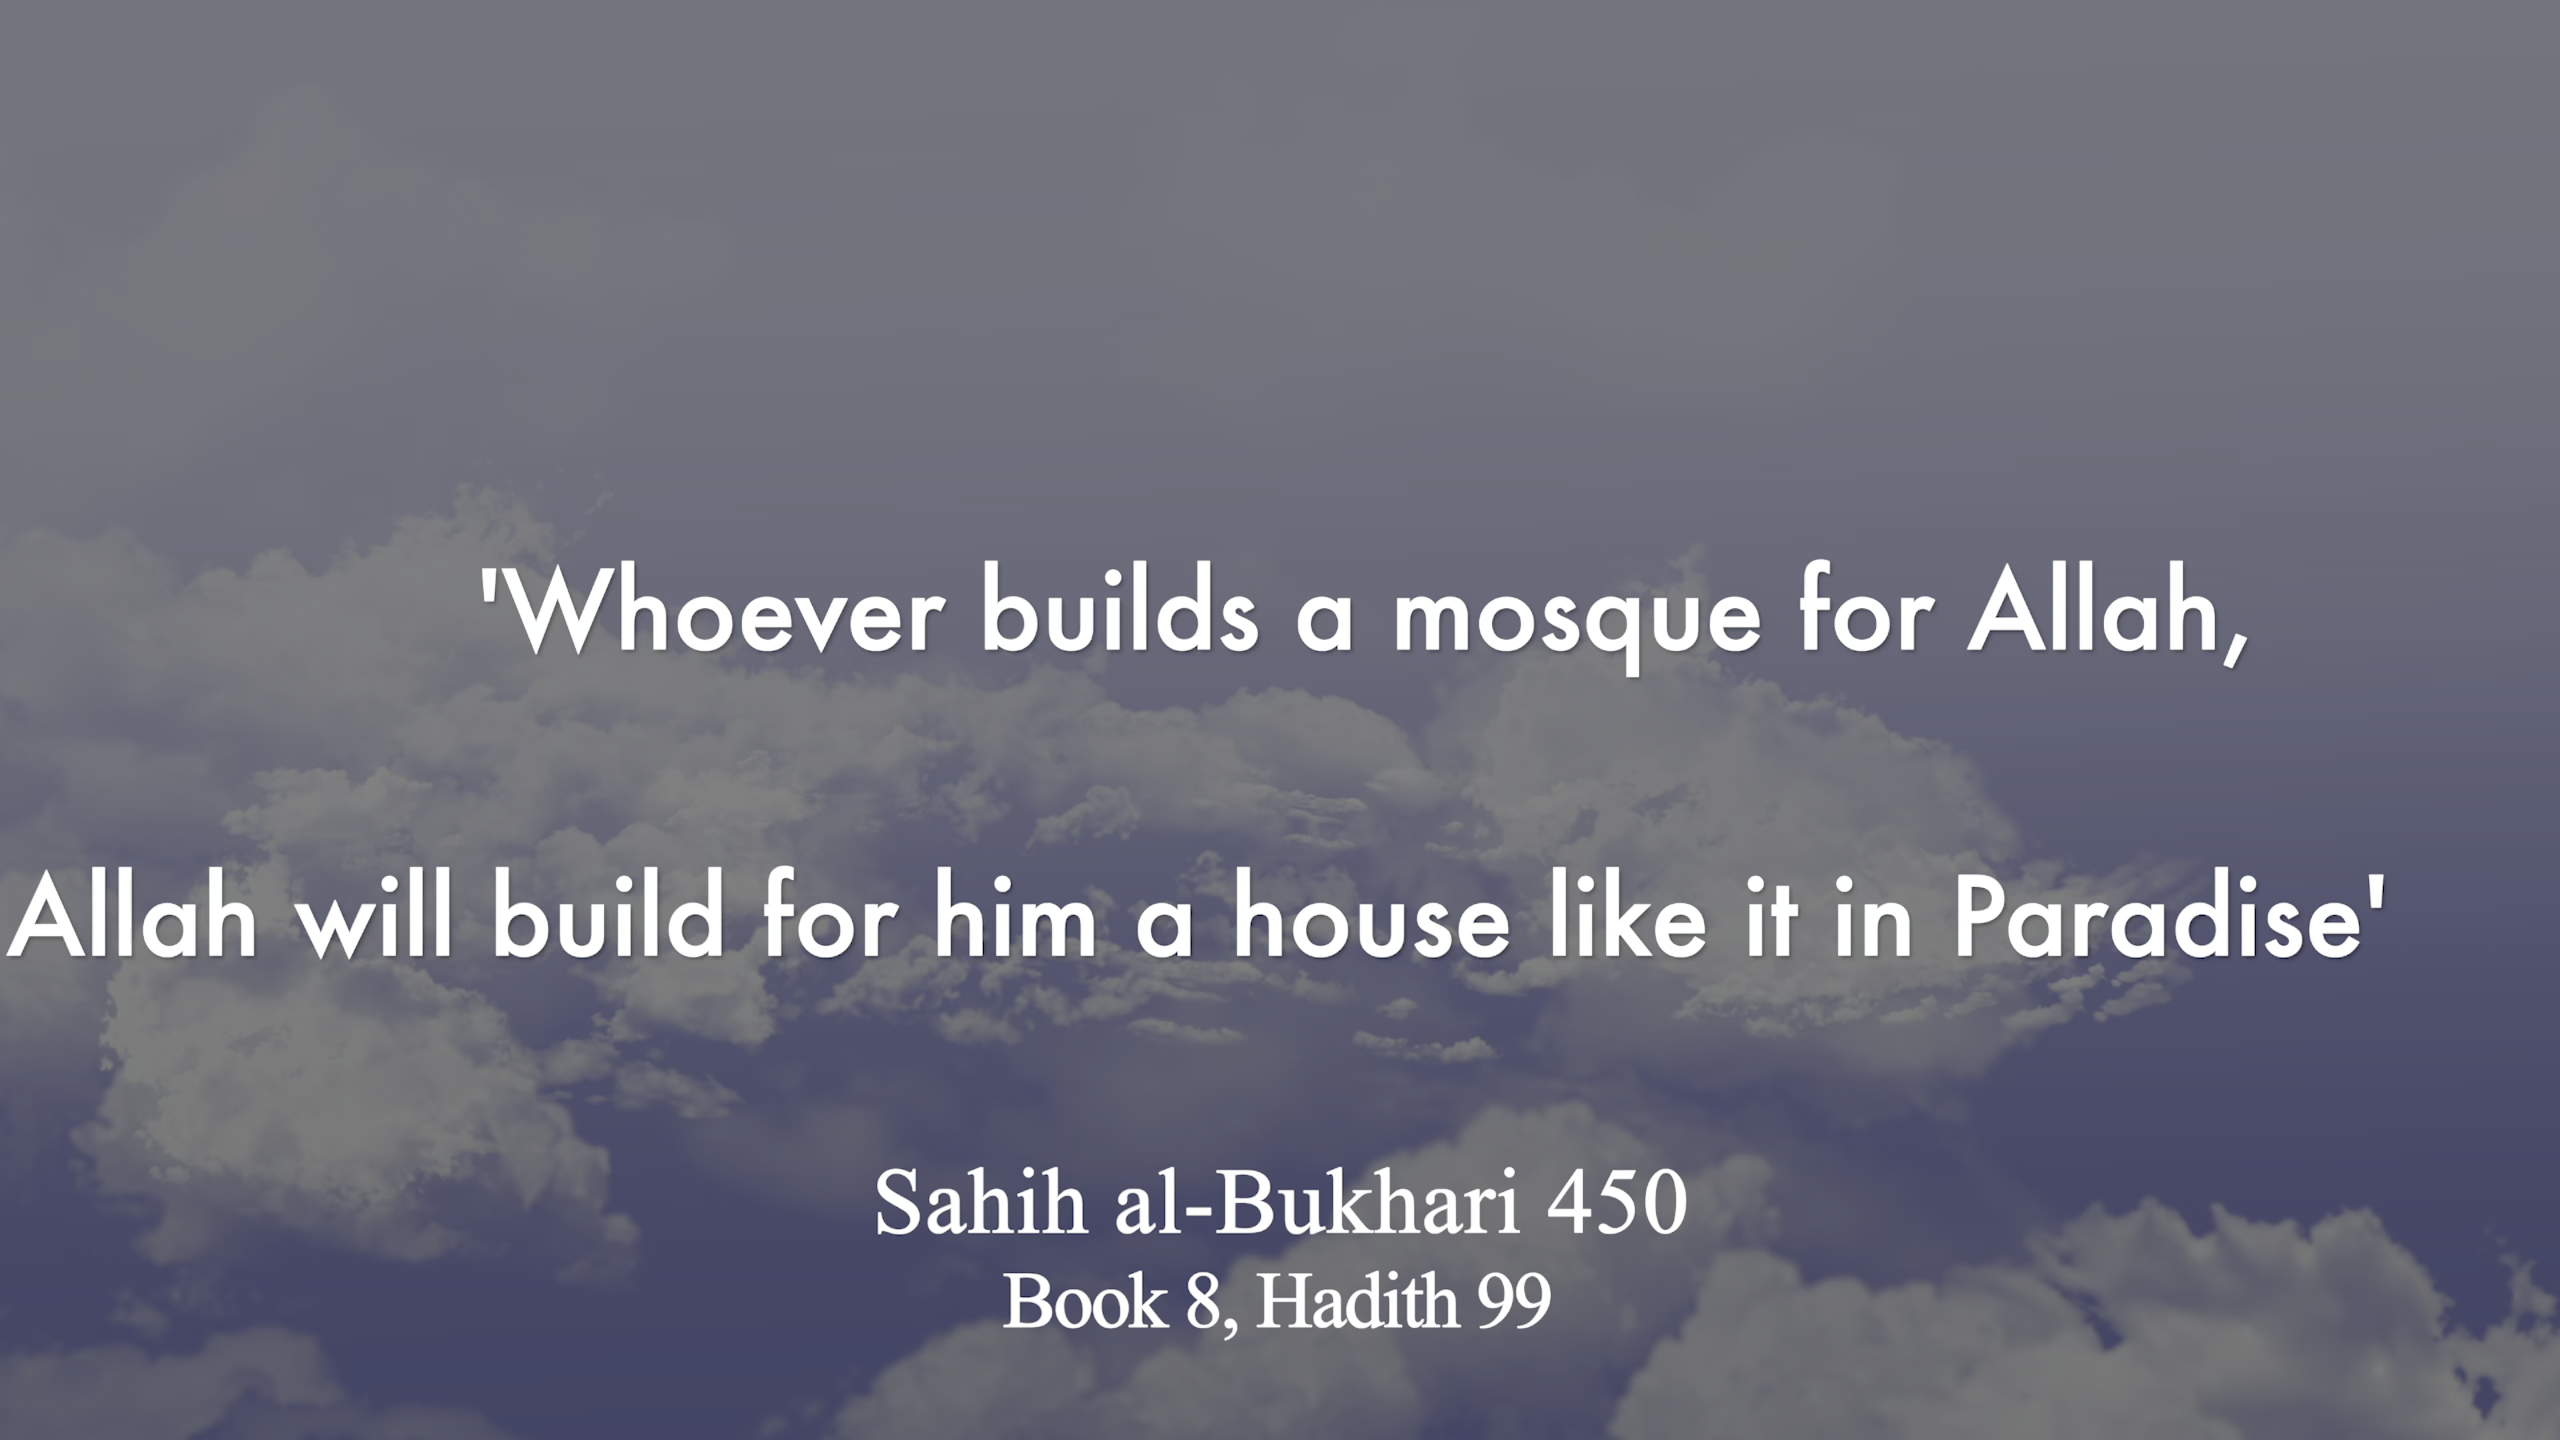 'Whoever builds a mosque for Allah,
Allah will build for him a house like it in Paradise'
Sahih al-Bukhari 450
Book 8, Hadith 99